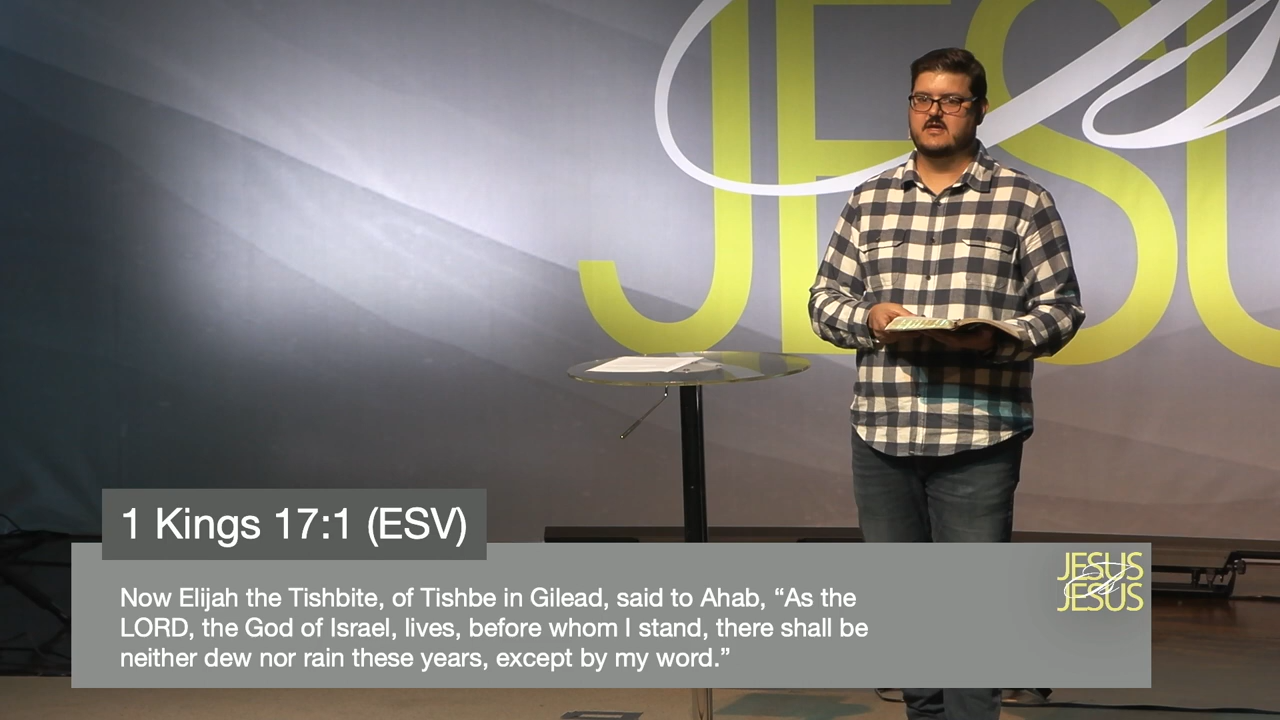 JESU
&
1 Kings 17:1 (ESV)
Now Elijah the Tishbite, of Tishbe in Gilead, said to Ahab, “As the
LORD, the God of Israel, lives, before whom I stand, there shall be
neither dew nor rain these years, except by my word.”
JESUS
&
JESUS